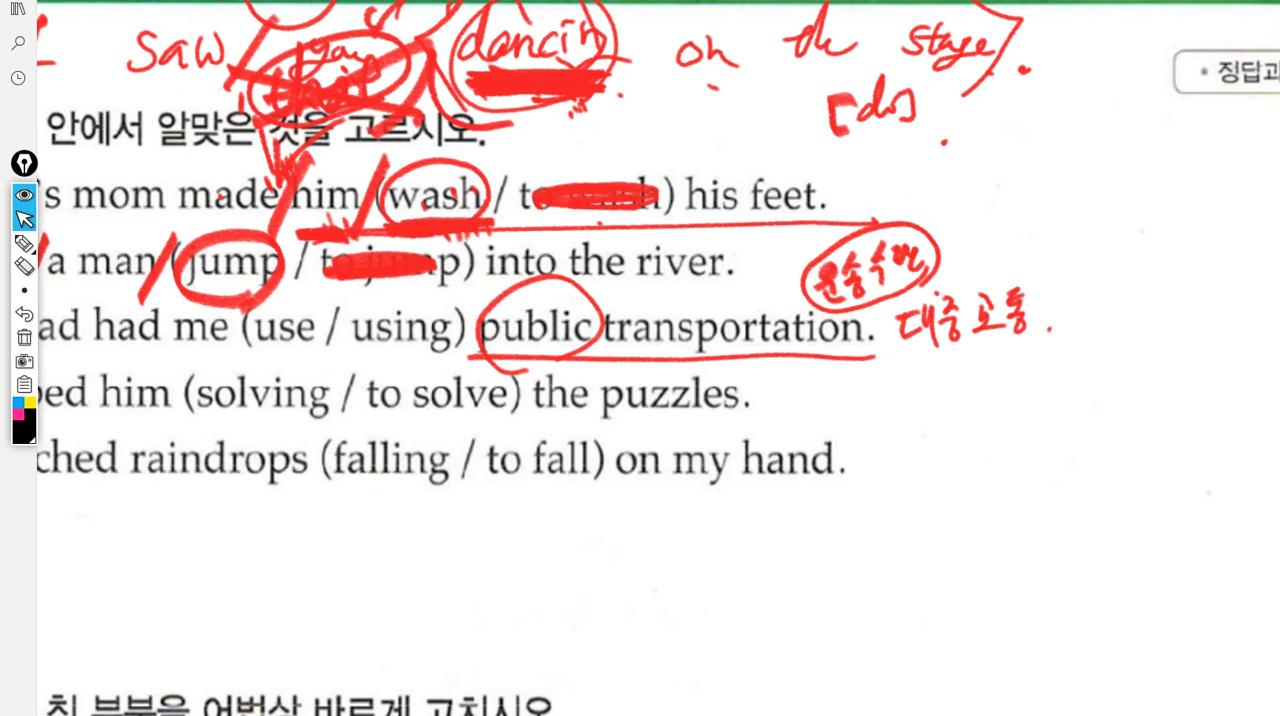 saw dancing on the stage.
• 정답과
[do]
안에서 알맞은 것을 고르시오.
's mom made him (wash / to wash) his feet.
a man (jump / to jump) into the river.
운송수단
ad had me (use / using) public transportation. 대중교통.
ped him (solving / to solve) the puzzles.
ched raindrops (falling / to fall) on my hand.
친 부분을 어법상 바르게 고치시오